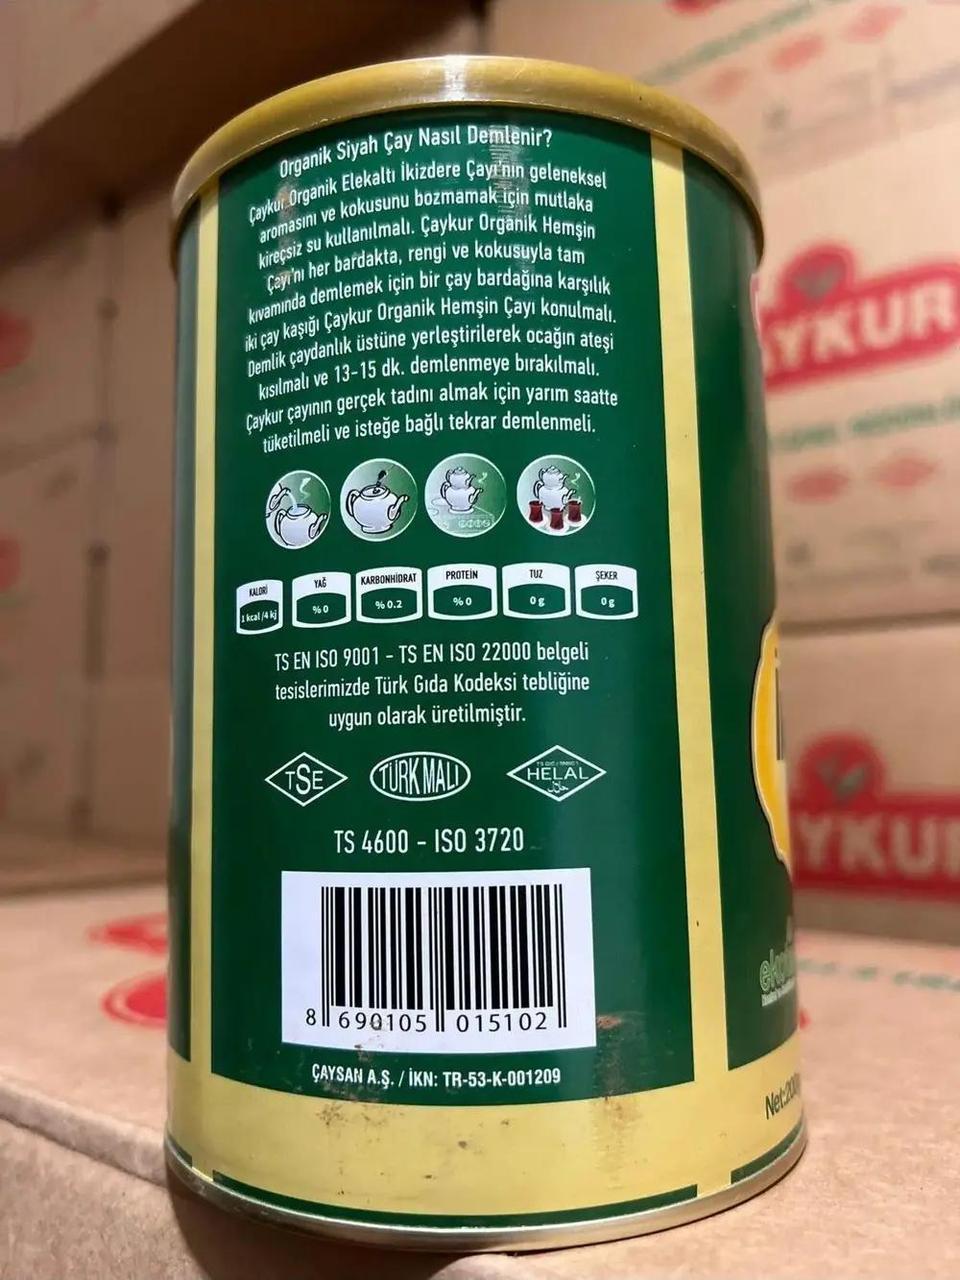 Organik Siyah Çay Nasıl Demlenir?
Çaykur Organik Elekaltı İkizdere Çayı'nın geleneksel
aromasını ve kokusunu bozmamak için mutlaka
kireçsiz su kullanılmalı. Çaykur Organik Hemşin
Çayı'nı her bardakta, rengi ve kokusuyla tam
kıvamında demlemek için bir çay bardağına karşılık
iki çay kaşığı Çaykur Organik Hemşin Çayı konulmalı.
Demlik çaydanlık üstüne yerleştirilerek ocağın ateşi
kısılmalı ve 13-15 dk. demlenmeye bırakılmalı.
Çaykur çayının gerçek tadını almak için yarım saatte
tüketilmeli ve isteğe bağlı tekrar demlenmeli.
KALORİ YAĞ KARBONHİDRAT PROTEİN TUZ ŞEKER
1 kcal /4 kj %0 %0.2 %0 0 g 0 g
TS EN ISO 9001 - TS EN ISO 22000 belgeli
tesislerimizde Türk Gıda Kodeksi tebliğine
uygun olarak üretilmiştir.
TSE TÜRK MALI HELAL
TS 4600 - ISO 3720
8 690105 015102
ÇAYSAN A.Ş. / İKN: TR-53-K-001209
AYKUR
AYKUR
Net:200